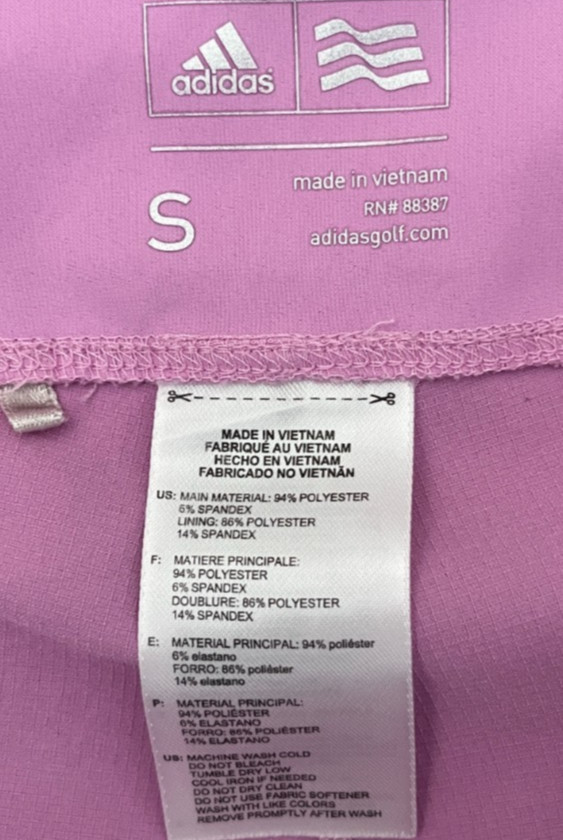 adidas
S
made in vietnam
RN# 88387
adidasgolf.com
MADE IN VIETNAM
FABRIQUÉ AU VIETNAM
HECHO EN VIETNAM
FABRICADO NO VIETNÃN
US: MAIN MATERIAL: 94% POLYESTER
6% SPANDEX
LINING: 86% POLYESTER
14% SPANDEX
F: MATIERE PRINCIPALE:
94% POLYESTER
6% SPANDEX
DOUBLURE: 86% POLYESTER
14% SPANDEX
E: MATERIAL PRINCIPAL: 94% poliéster
6% elastano
FORRO: 86% poliéster
14% elastano
P: MATERIAL PRINCIPAL:
94% POLIÉSTER
6% ELASTANO
FORRO: 86% POLIÉSTER
14% ELASTANO
US: MACHINE WASH COLD
DO NOT BLEACH
TUMBLE DRY LOW
COOL IRON IF NEEDED
DO NOT DRY CLEAN
DO NOT USE FABRIC SOFTENER
WASH WITH LIKE COLORS
REMOVE PROMPTLY AFTER WASH